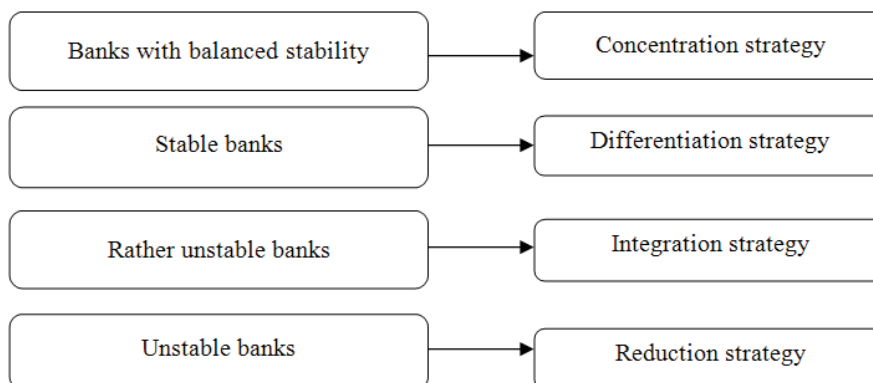 Banks with balanced stability
Concentration strategy
Stable banks
Differentiation strategy
Rather unstable banks
Integration strategy
Unstable banks
Reduction strategy